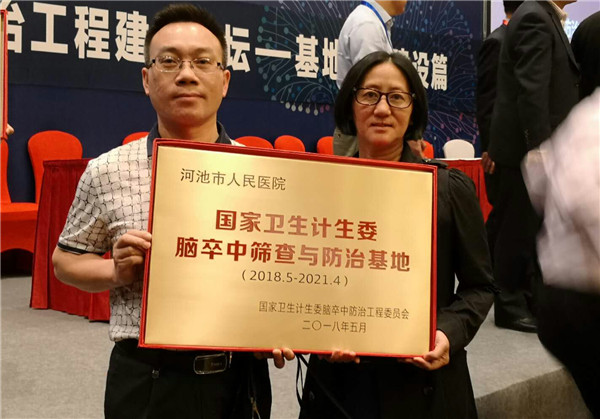 治工程建
坛—基地
设篇
河池市人民医院
国家卫生计生委
脑卒中筛查与防治基地
(2018.5-2021.4)
国家卫生计生委脑卒中防治工程委员会
二〇一八年五月